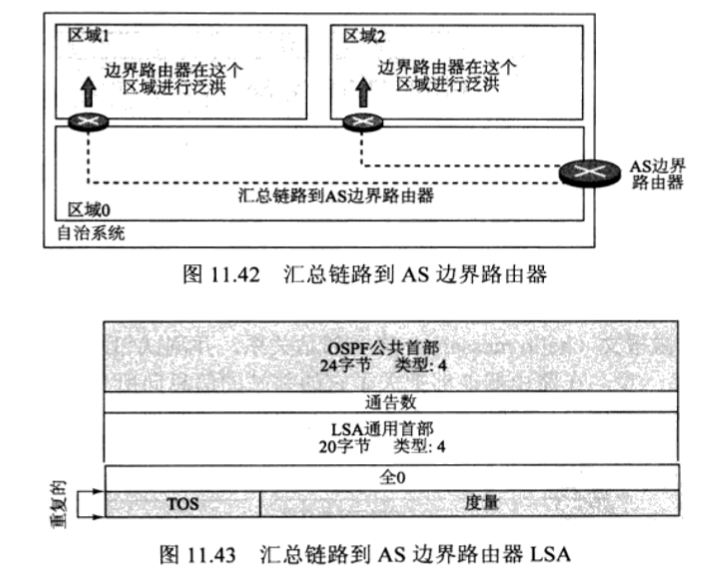 区域1
边界路由器在这个
区域进行泛洪
区域2
边界路由器在这个
区域进行泛洪
AS边界
路由器
汇总链路到AS边界路由器
区域0
自治系统
图 11.42 汇总链路到 AS 边界路由器
OSPF公共首部
24字节 类型: 4
通告数
LSA通用首部
20字节 类型: 4
全0
重复的
TOS 度量
图 11.43 汇总链路到 AS 边界路由器 LSA